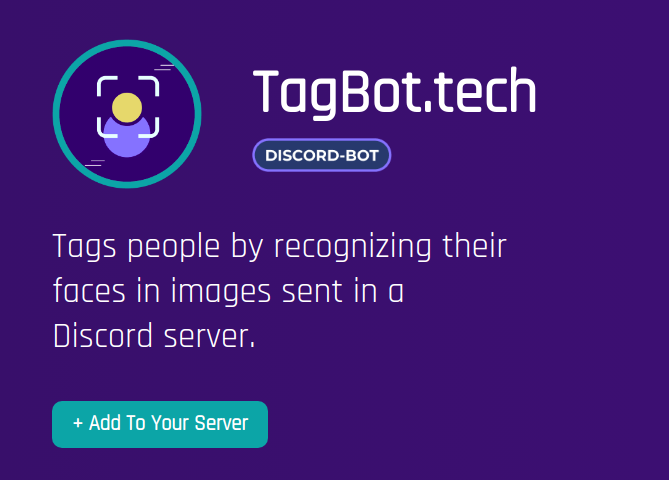 TagBot.tech
DISCORD-BOT
Tags people by recognizing their
faces in images sent in a
Discord server.
+ Add To Your Server